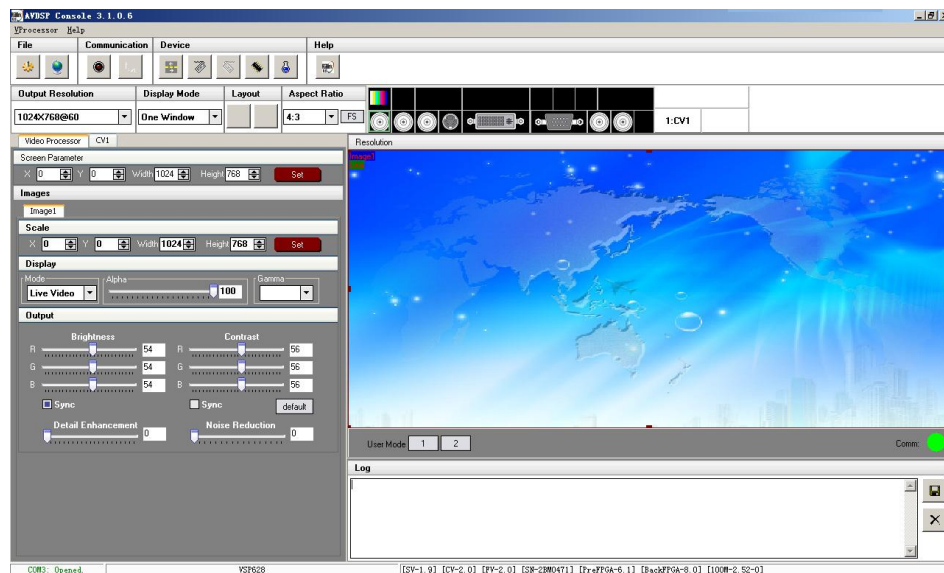 AVDSP Console 3.1.0.6
VProcessor Help
File Communication Device Help
Output Resolution Display Mode Layout Aspect Ratio
1024X768@60 One Window 4:3 FS 1:CV1
Video Processor CV1 Resolution
Screen Parameter
X 0 Y 0 Width 1024 Height 768 Set
Images
Image1
Image1
Scale
X 0 Y 0 Width 1024 Height 768 Set
Display
Mode Alpha Gamma
Live Video 100
Output
Brightness Contrast
R 54 R 56
G 54 G 56
B 54 B 56
Sync Sync default
Detail Enhancement Noise Reduction
0 0
User Mode 1 2 Comm:
Log
COM3: Opened. VSP628 [SV-1.9] [CV-2.0] [PV-2.0] [SN-2BM0471] [PreFPGA-6.1] [BackFPGA-8.0] [100M-2.52-0]